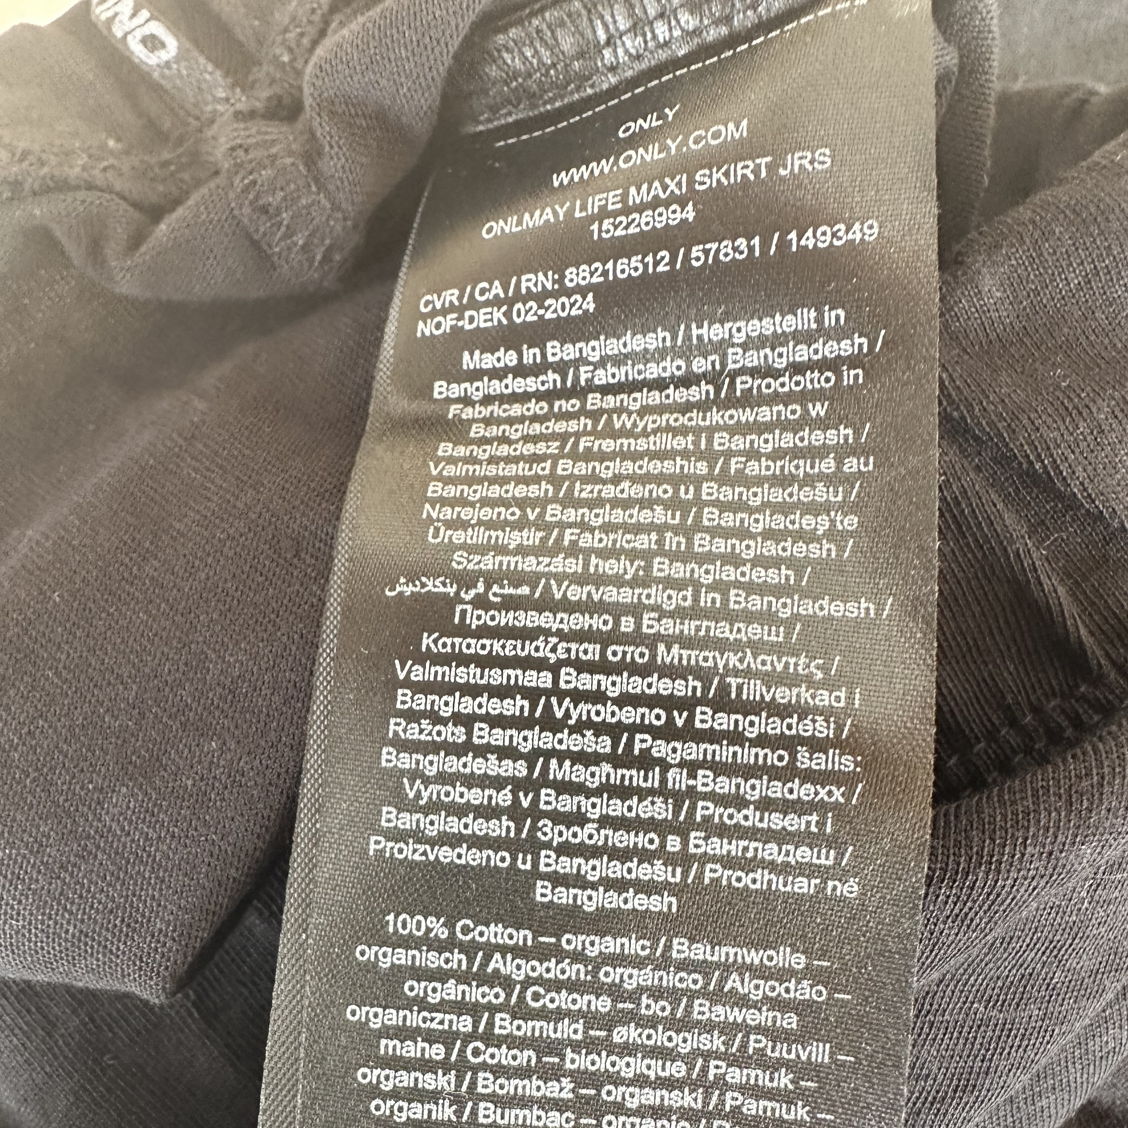 ONLY
WWW.ONLY.COM
ONLMAY LIFE MAXI SKIRT JRS
15226994
CVR / CA / RN: 88216512 / 57831 / 149349
NOF-DEK 02-2024
Made in Bangladesh / Hergestellt in
Bangladesch / Fabricado en Bangladesh /
Fabricado no Bangladesh / Prodotto in
Bangladesh / Wyprodukowano w
Bangladesz / Fremstillet i Bangladesh /
Valmistatud Bangladeshis / Fabriqué au
Bangladesh / Izrađeno u Bangladešu /
Narejeno v Bangladešu / Bangladeş'te
Üretilmiştir / Fabricat în Bangladesh /
Származási hely: Bangladesh /
صنع في بنكلاديش / Vervaardigd in Bangladesh /
Произведено в Бангладеш /
Κατασκευάζεται στο Μπαγκλαντές /
Valmistusmaa Bangladesh / Tillverkad i
Bangladesh / Vyrobeno v Bangladéši /
Ražots Bangladeša / Pagaminimo šalis:
Bangladešas / Magħmul fil-Bangladexx /
Vyrobené v Bangladéši / Produsert i
Bangladesh / Зроблено в Бангладеш /
Proizvedeno u Bangladešu / Prodhuar në
Bangladesh
100% Cotton – organic / Baumwolle –
organisch / Algodón: orgánico / Algodão –
orgânico / Cotone – bo / Bawełna
organiczna / Bomuld – økologisk / Puuvill –
mahe / Coton – biologique / Pamuk –
organski / Bombaž – organski / Pamuk –
organik / Bumbac – organic /